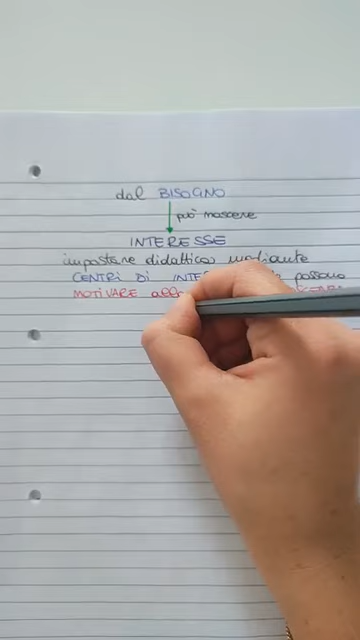 dal BISOGNO
può nascere
INTERESSE
impostare didattica mediante
CENTRI DI possono
MOTIVARE